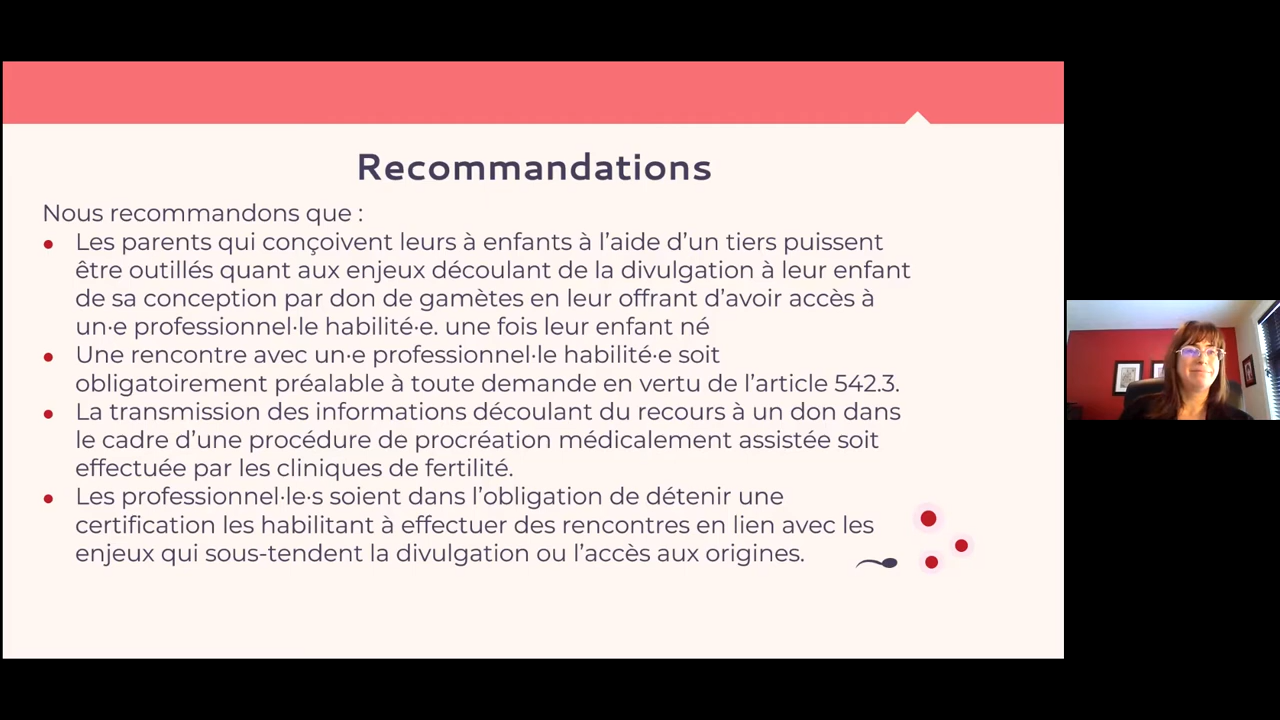 Recommandations
Nous recommandons que :
Les parents qui conçoivent leurs à enfants à l'aide d'un tiers puissent
être outillés quant aux enjeux découlant de la divulgation à leur enfant
de sa conception par don de gamètes en leur offrant d'avoir accès à
un·e professionnel·le habilité·e. une fois leur enfant né
Une rencontre avec un·e professionnel·le habilité·e soit
obligatoirement préalable à toute demande en vertu de l'article 542.3.
La transmission des informations découlant du recours à un don dans
le cadre d'une procédure de procréation médicalement assistée soit
effectuée par les cliniques de fertilité.
Les professionnel·le·s soient dans l'obligation de détenir une
certification les habilitant à effectuer des rencontres en lien avec les
enjeux qui sous-tendent la divulgation ou l'accès aux origines.